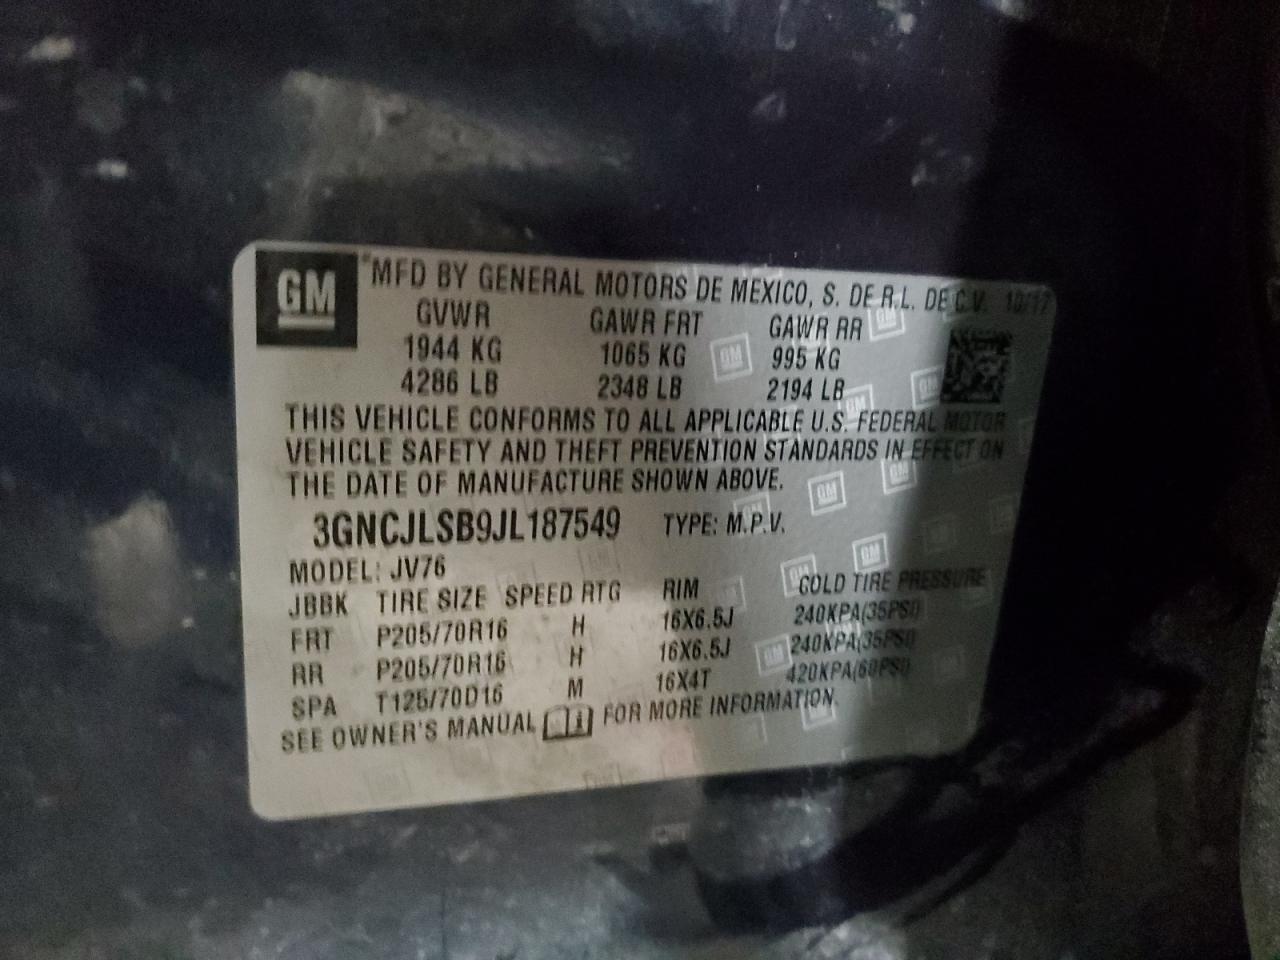 GM
MFD BY GENERAL MOTORS DE MEXICO, S. DE R.L. DE C.V. 10/17
GVWR GAWR FRT GAWR RR
1944 KG 1065 KG 995 KG
4286 LB 2348 LB 2194 LB
THIS VEHICLE CONFORMS TO ALL APPLICABLE U.S. FEDERAL MOTOR
VEHICLE SAFETY AND THEFT PREVENTION STANDARDS IN EFFECT ON
THE DATE OF MANUFACTURE SHOWN ABOVE.
3GNCJLSB9JL187549 TYPE: M.P.V.
MODEL: JV76
JBBK TIRE SIZE SPEED RTG RIM COLD TIRE PRESSURE
FRT P205/70R16 H 16X6.5J 240KPA(35PSI)
RR P205/70R16 H 16X6.5J 240KPA(35PSI)
SPA T125/70D16 M 16X4T 420KPA(60PSI)
SEE OWNER'S MANUAL FOR MORE INFORMATION.